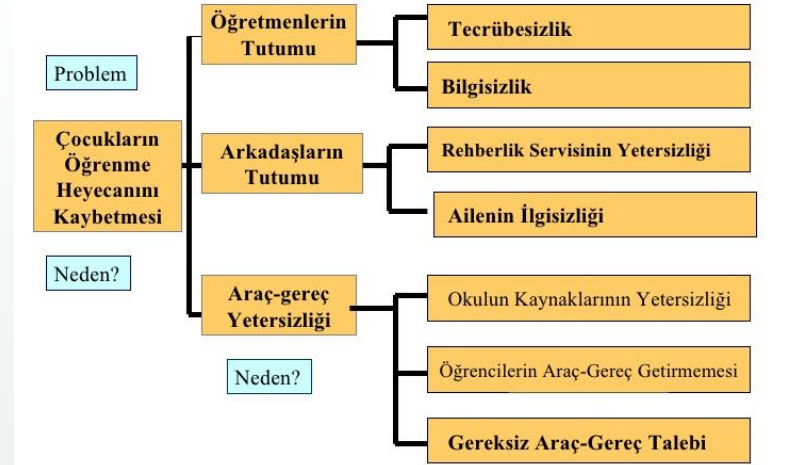 Problem
Çocukların
Öğrenme
Heyecanını
Kaybetmesi
Neden?
Öğretmenlerin
Tutumu
Tecrübesizlik
Bilgisizlik
Arkadaşların
Tutumu
Rehberlik Servisinin Yetersizliği
Ailenin İlgisizliği
Araç-gereç
Yetersizliği
Neden?
Okulun Kaynaklarının Yetersizliği
Öğrencilerin Araç-Gereç Getirmemesi
Gereksiz Araç-Gereç Talebi